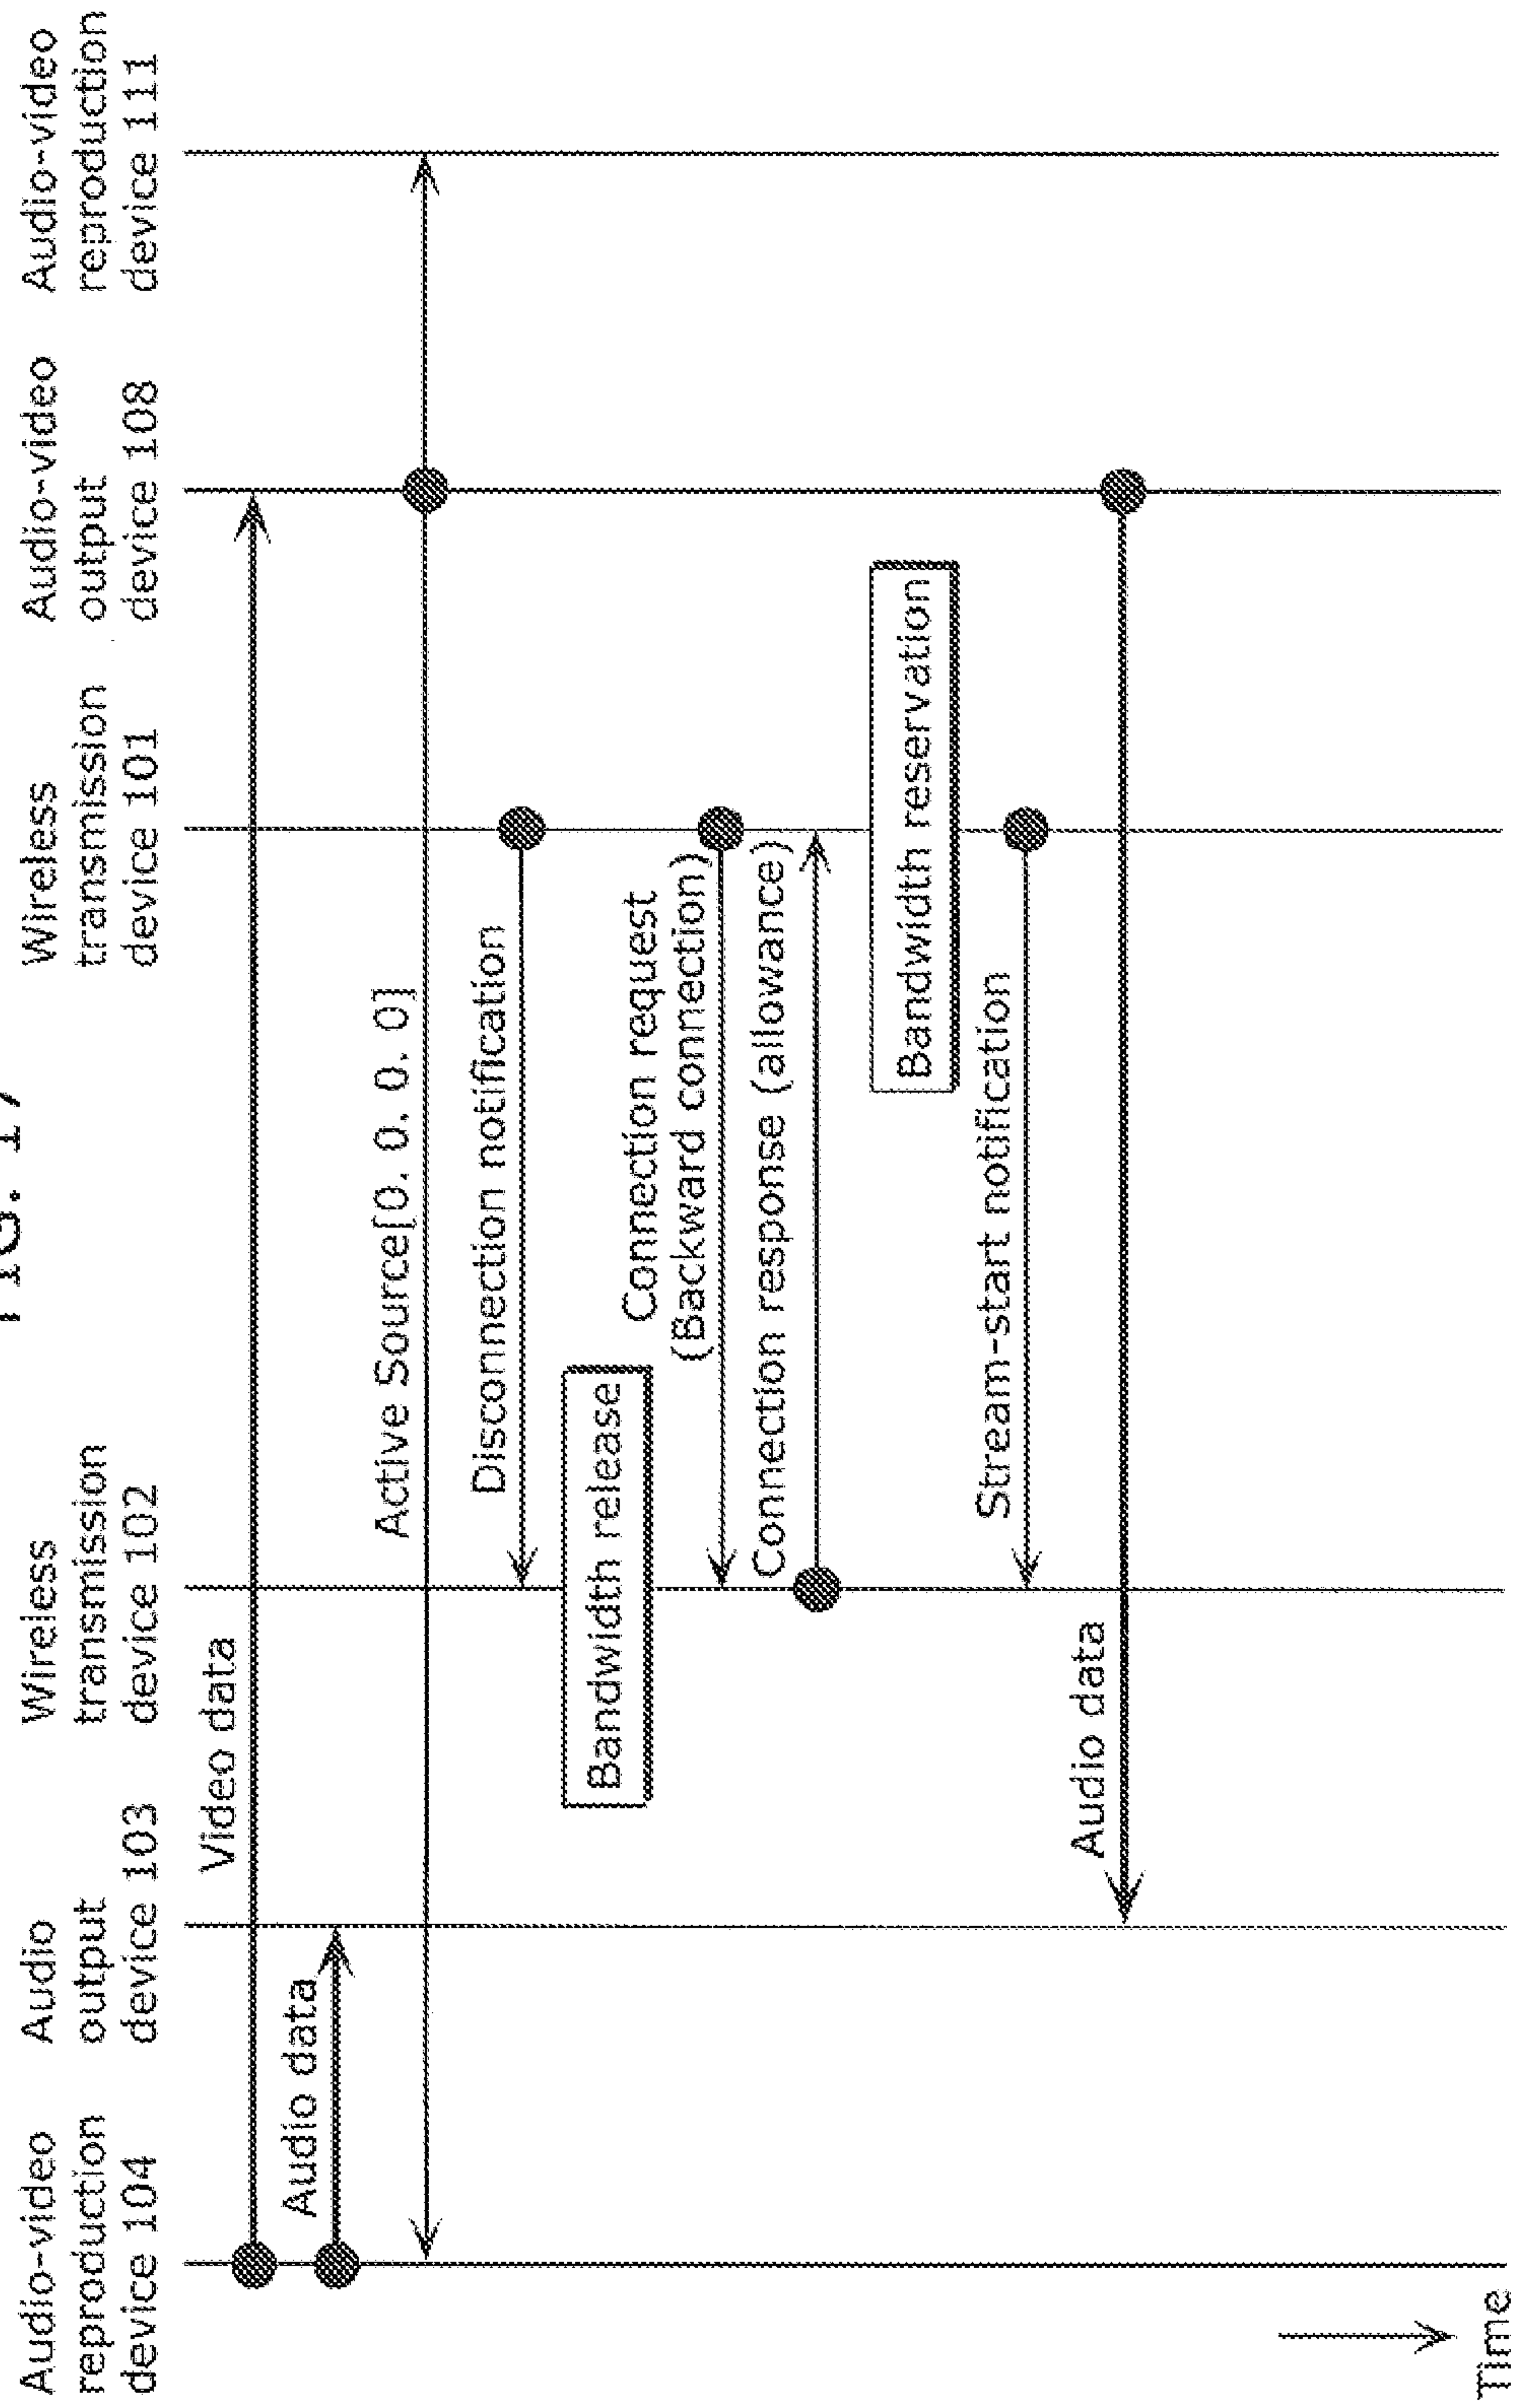 FIG. 17
Audio-video
reproduction
device 104
Audio
output
device 103
Wireless
transmission
device 102
Wireless
transmission
device 101
Audio-video
output
device 108
Audio-video
reproduction
device 111
Video data
Audio data
Active Source[0. 0. 0. 0]
Disconnection notification
Bandwidth release
Connection request
(Backward connection)
Connection response (allowance)
Bandwidth reservation
Stream-start notification
Audio data
Time